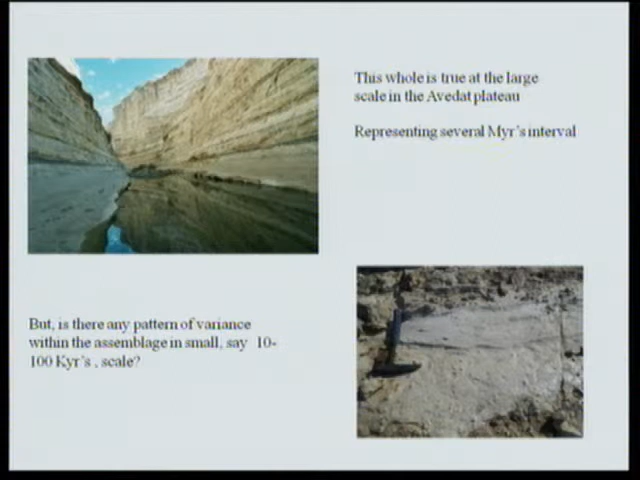 This whole is true at the large
scale in the Avedat plateau
Representing several Myr's interval
But, is there any pattern of variance
within the assemblage in small, say 10-
100 Kyr's , scale?